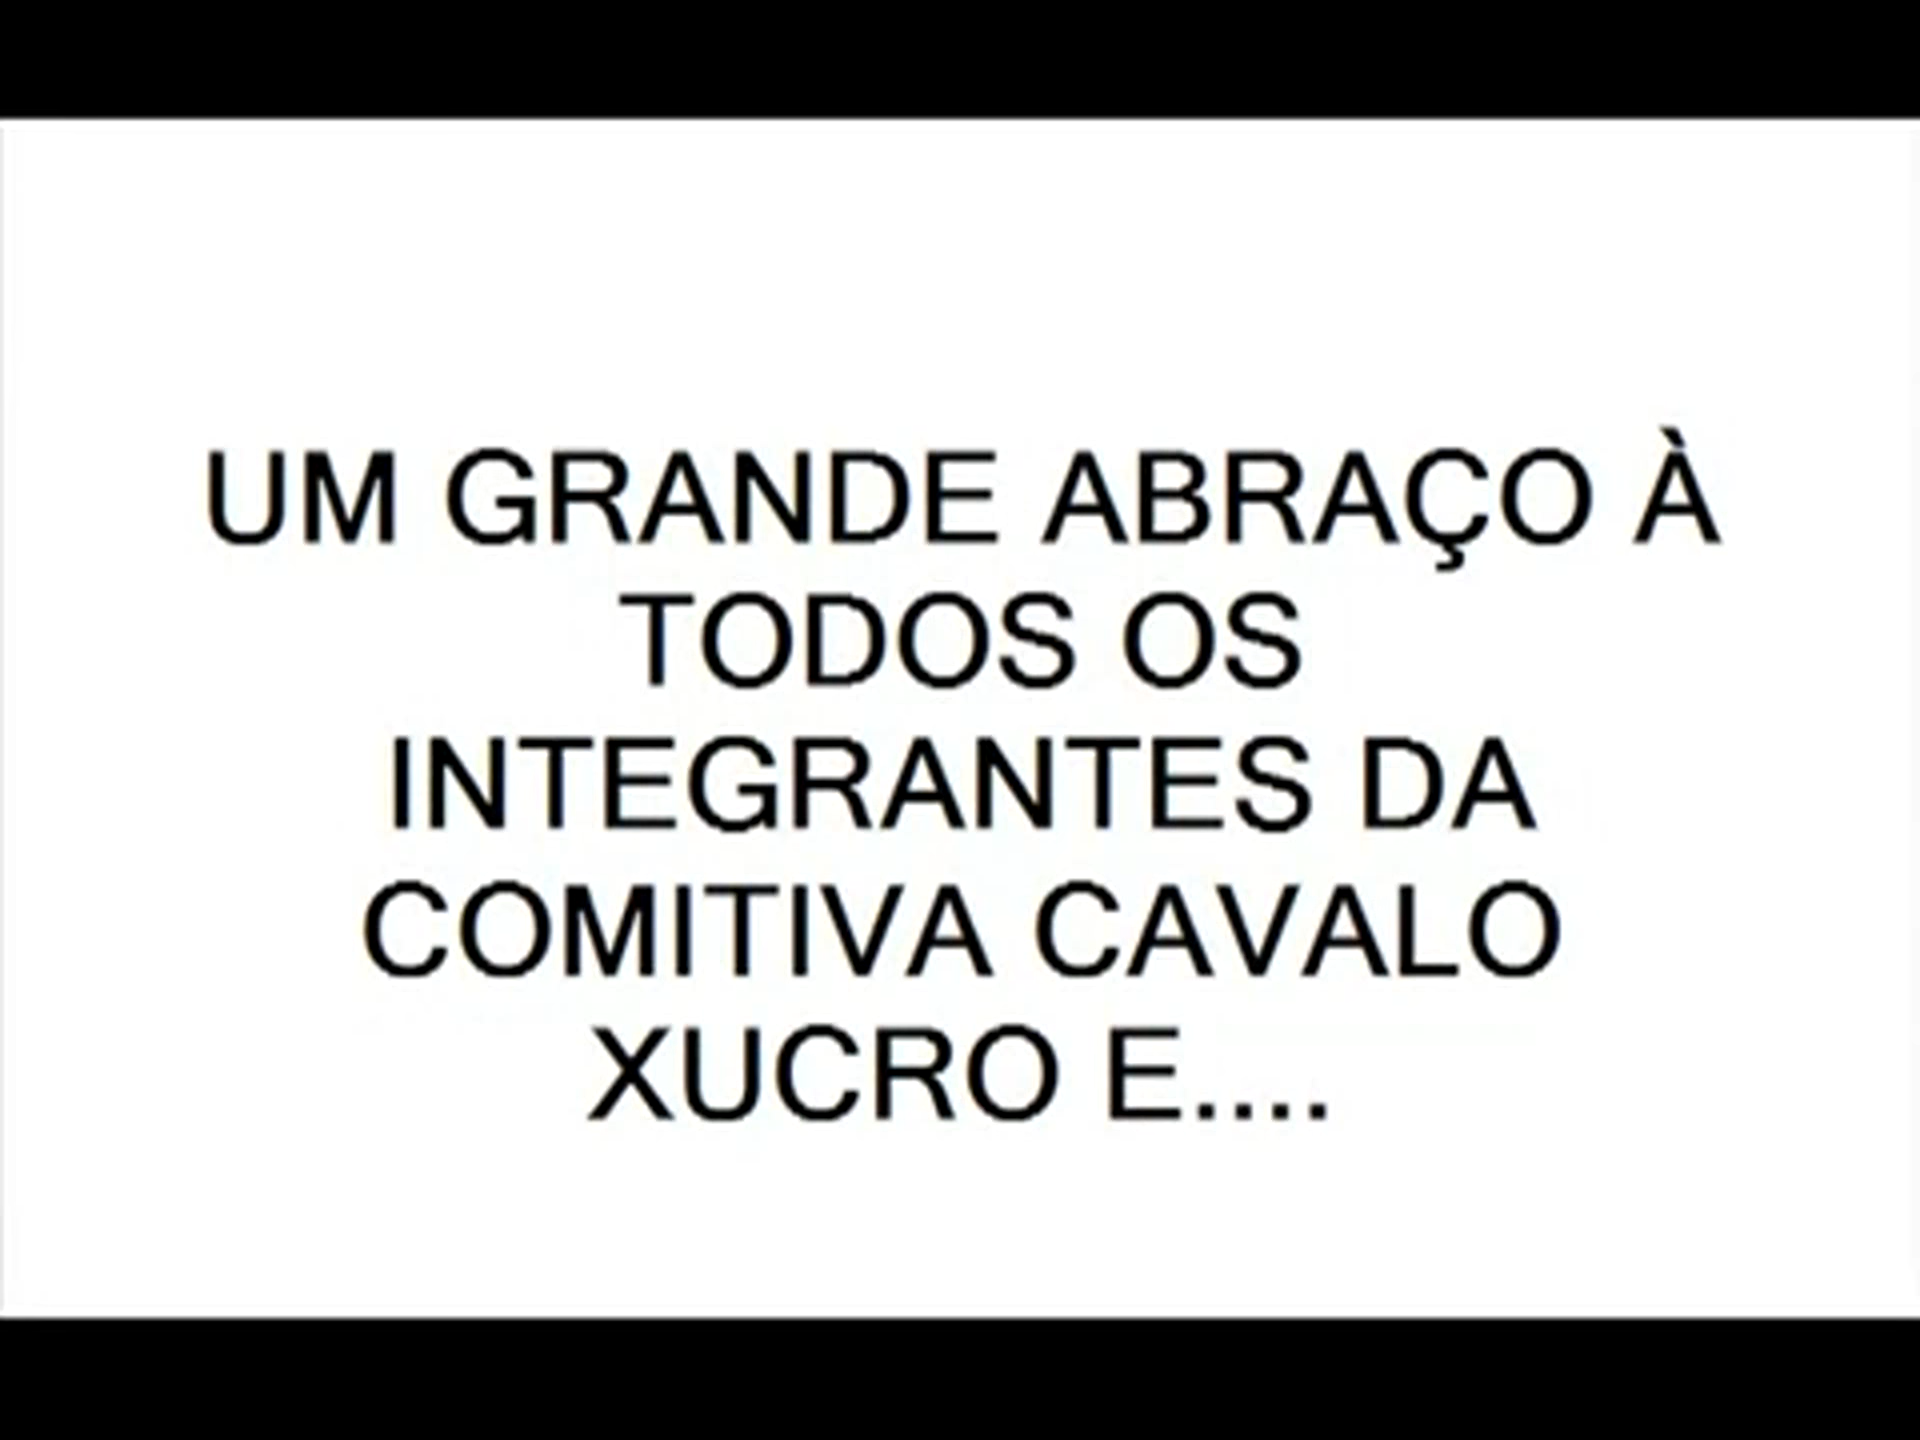 UM GRANDE ABRAÇO À
TODOS OS
INTEGRANTES DA
COMITIVA CAVALO
XUCRO E....